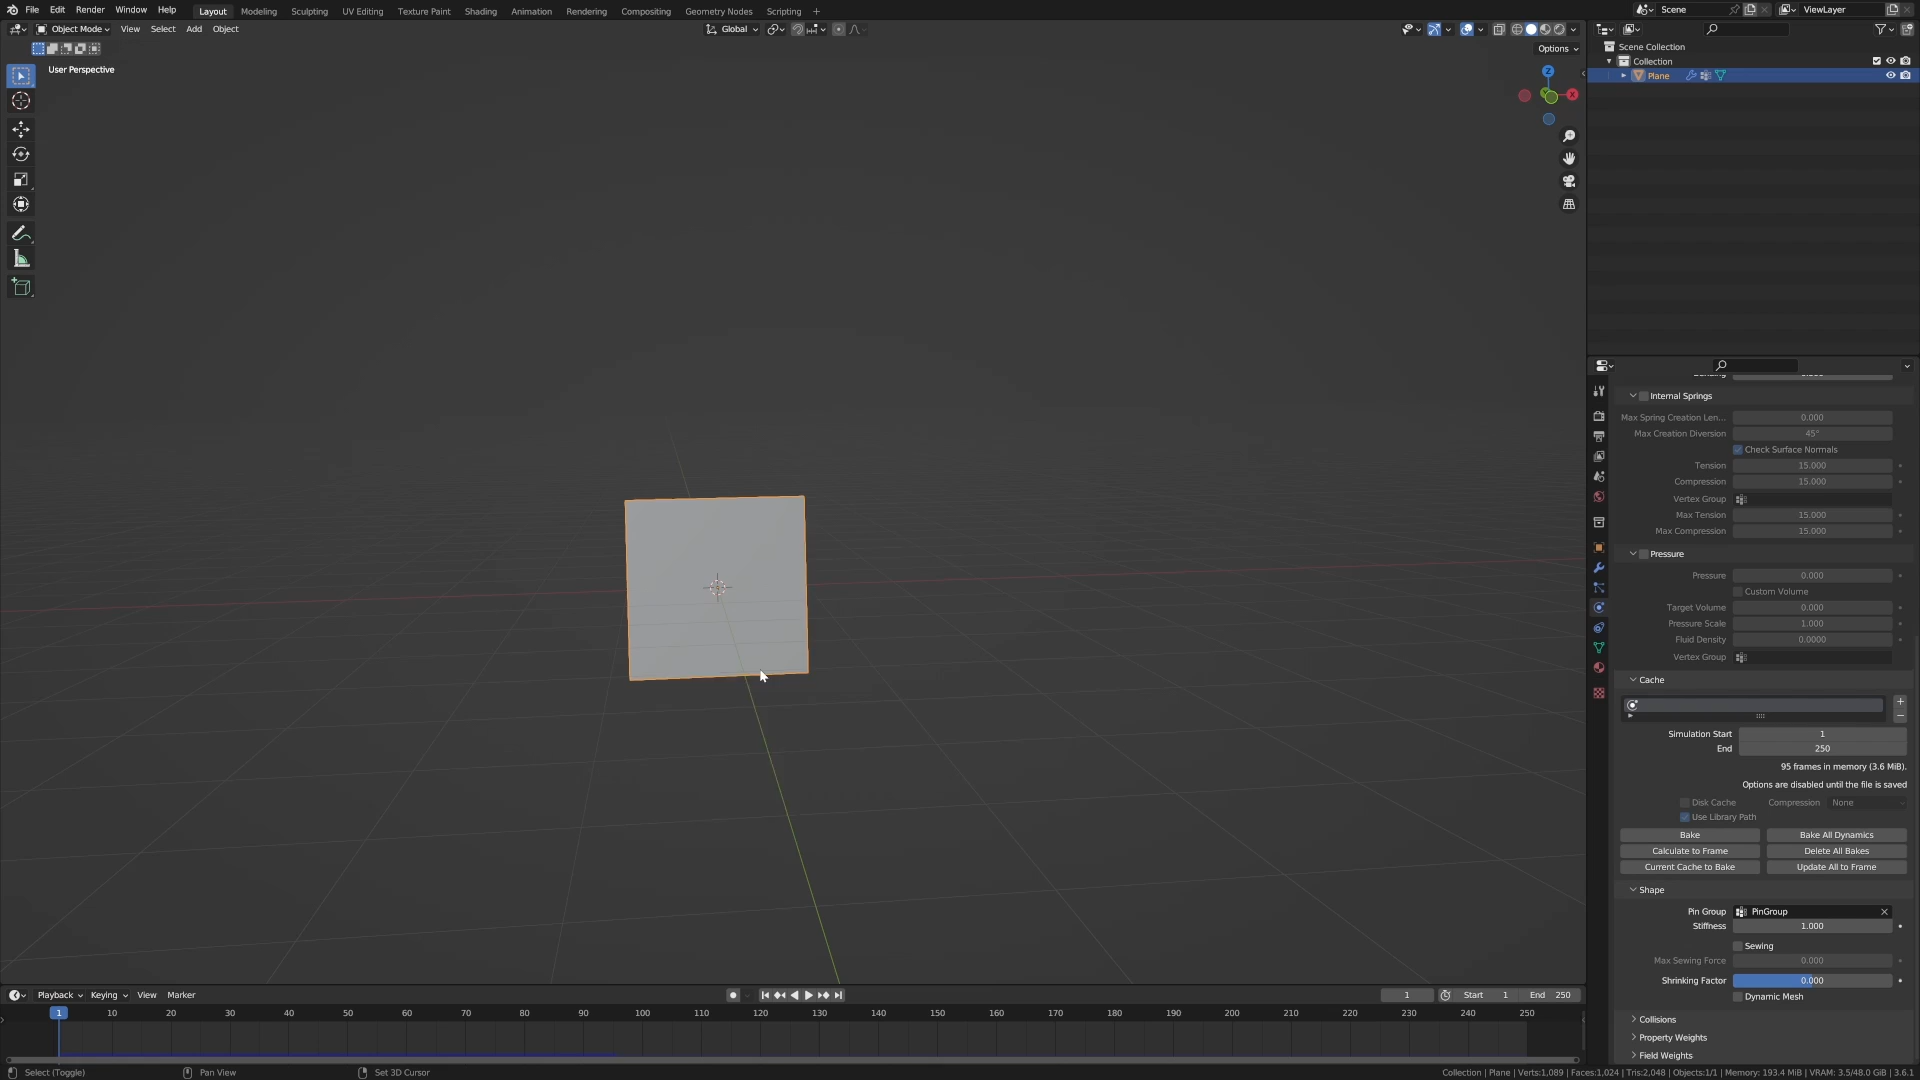 File Edit Render Window Help Layout Modeling Sculpting UV Editing Texture Paint Shading Animation Rendering Compositing Geometry Nodes Scripting + Scene ViewLayer
Object Mode View Select Add Object Global
Options
User Perspective
Z
X
Scene Collection
Collection
Plane
Internal Springs
Max Spring Creation Len... 0.000
Max Creation Diversion 45°
Check Surface Normals
Tension 15.000
Compression 15.000
Vertex Group
Max Tension 15.000
Max Compression 15.000
Pressure
Pressure 0.000
Custom Volume
Target Volume 0.000
Pressure Scale 1.000
Fluid Density 0.0000
Vertex Group
Cache
Simulation Start 1
End 250
95 frames in memory (3.6 MiB).
Options are disabled until the file is saved
Disk Cache Compression None
Use Library Path
Bake Bake All Dynamics
Calculate to Frame Delete All Bakes
Current Cache to Bake Update All to Frame
Shape
Pin Group PinGroup
Stiffness 1.000
Sewing
Max Sewing Force 0.000
Shrinking Factor 0.000
Dynamic Mesh
Collisions
Property Weights
Field Weights
Playback Keying View Marker 1 Start 1 End 250
1 10 20 30 40 50 60 70 80 90 100 110 120 130 140 150 160 170 180 190 200 210 220 230 240 250
Select (Toggle) Pan View Set 3D Cursor Collection | Plane | Verts:1,089 | Faces:1,024 | Tris:2,048 | Objects:1/1 | Memory: 193.4 MiB | VRAM: 3.5/48.0 GiB | 3.6.1